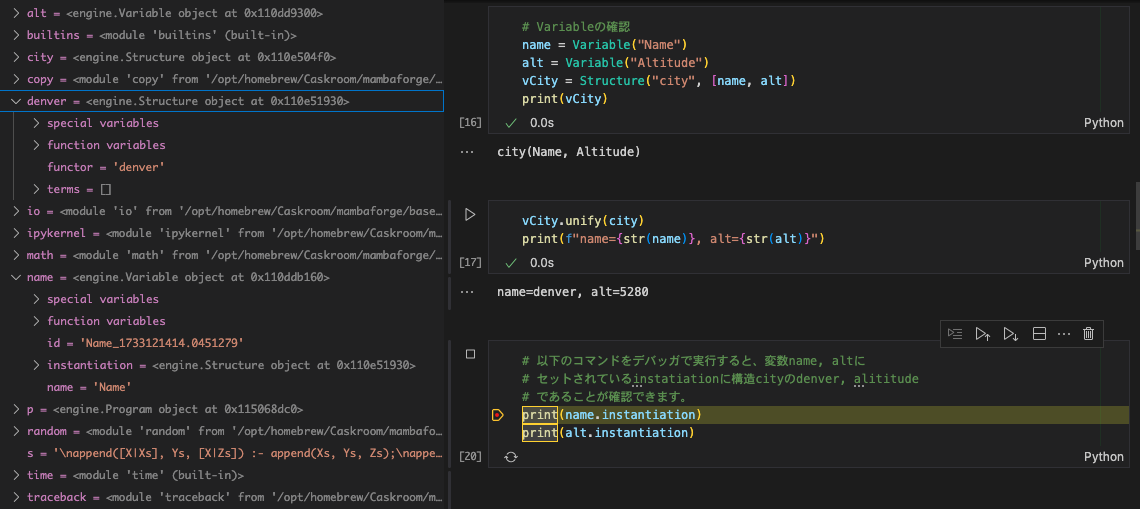 alt = <engine.Variable object at 0x110dd9300>
builtins = <module 'builtins' (built-in)>
city = <engine.Structure object at 0x110e504f0>
copy = <module 'copy' from '/opt/homebrew/Caskroom/mambaforge/…
denver = <engine.Structure object at 0x110e51930>
special variables
function variables
functor = 'denver'
terms = []
io = <module 'io' from '/opt/homebrew/Caskroom/mambaforge/base…
ipykernel = <module 'ipykernel' from '/opt/homebrew/Caskroom/m…
math = <module 'math' from '/opt/homebrew/Caskroom/mambaforge/…
name = <engine.Variable object at 0x110ddb160>
special variables
function variables
id = 'Name_1733121414.0451279'
instantiation = <engine.Structure object at 0x110e51930>
name = 'Name'
p = <engine.Program object at 0x115068dc0>
random = <module 'random' from '/opt/homebrew/Caskroom/mambafo…
s = '\nappend([X|Xs], Ys, [X|Zs]) :- append(Xs, Ys, Zs);\nappe…
time = <module 'time' (built-in)>
traceback = <module 'traceback' from '/opt/homebrew/Caskroom/m…
# Variableの確認
name = Variable("Name")
alt = Variable("Altitude")
vCity = Structure("city", [name, alt])
print(vCity)
[16] 0.0s Python
city(Name, Altitude)
vCity.unify(city)
print(f"name={str(name)}, alt={str(alt)}")
[17] 0.0s Python
name=denver, alt=5280
# 以下のコマンドをデバッガで実行すると、変数name, altに
# セットされているinstatiationに構造cityのdenver, alititude
# であることが確認できます。
print(name.instantiation)
print(alt.instantiation)
[20] Python